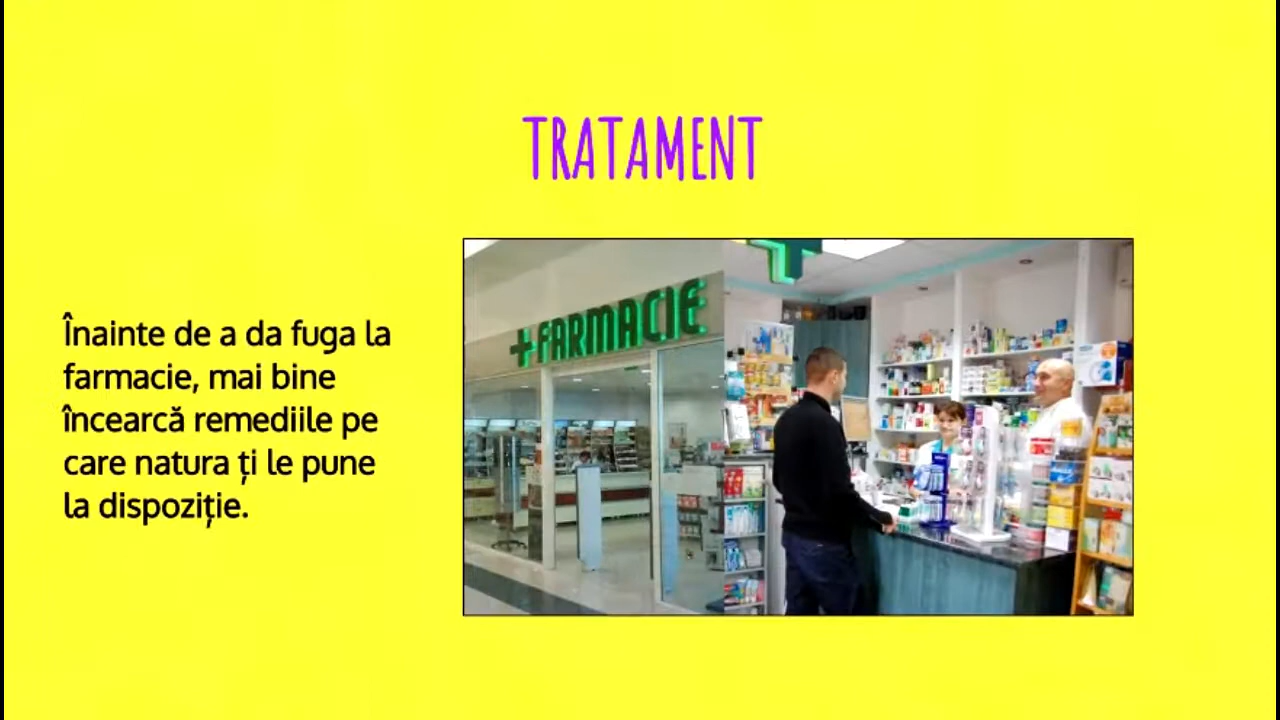 TRATAMENT
+FARMACIE
Înainte de a da fuga la
farmacie, mai bine
încearcă remediile pe
care natura ți le pune
la dispoziție.